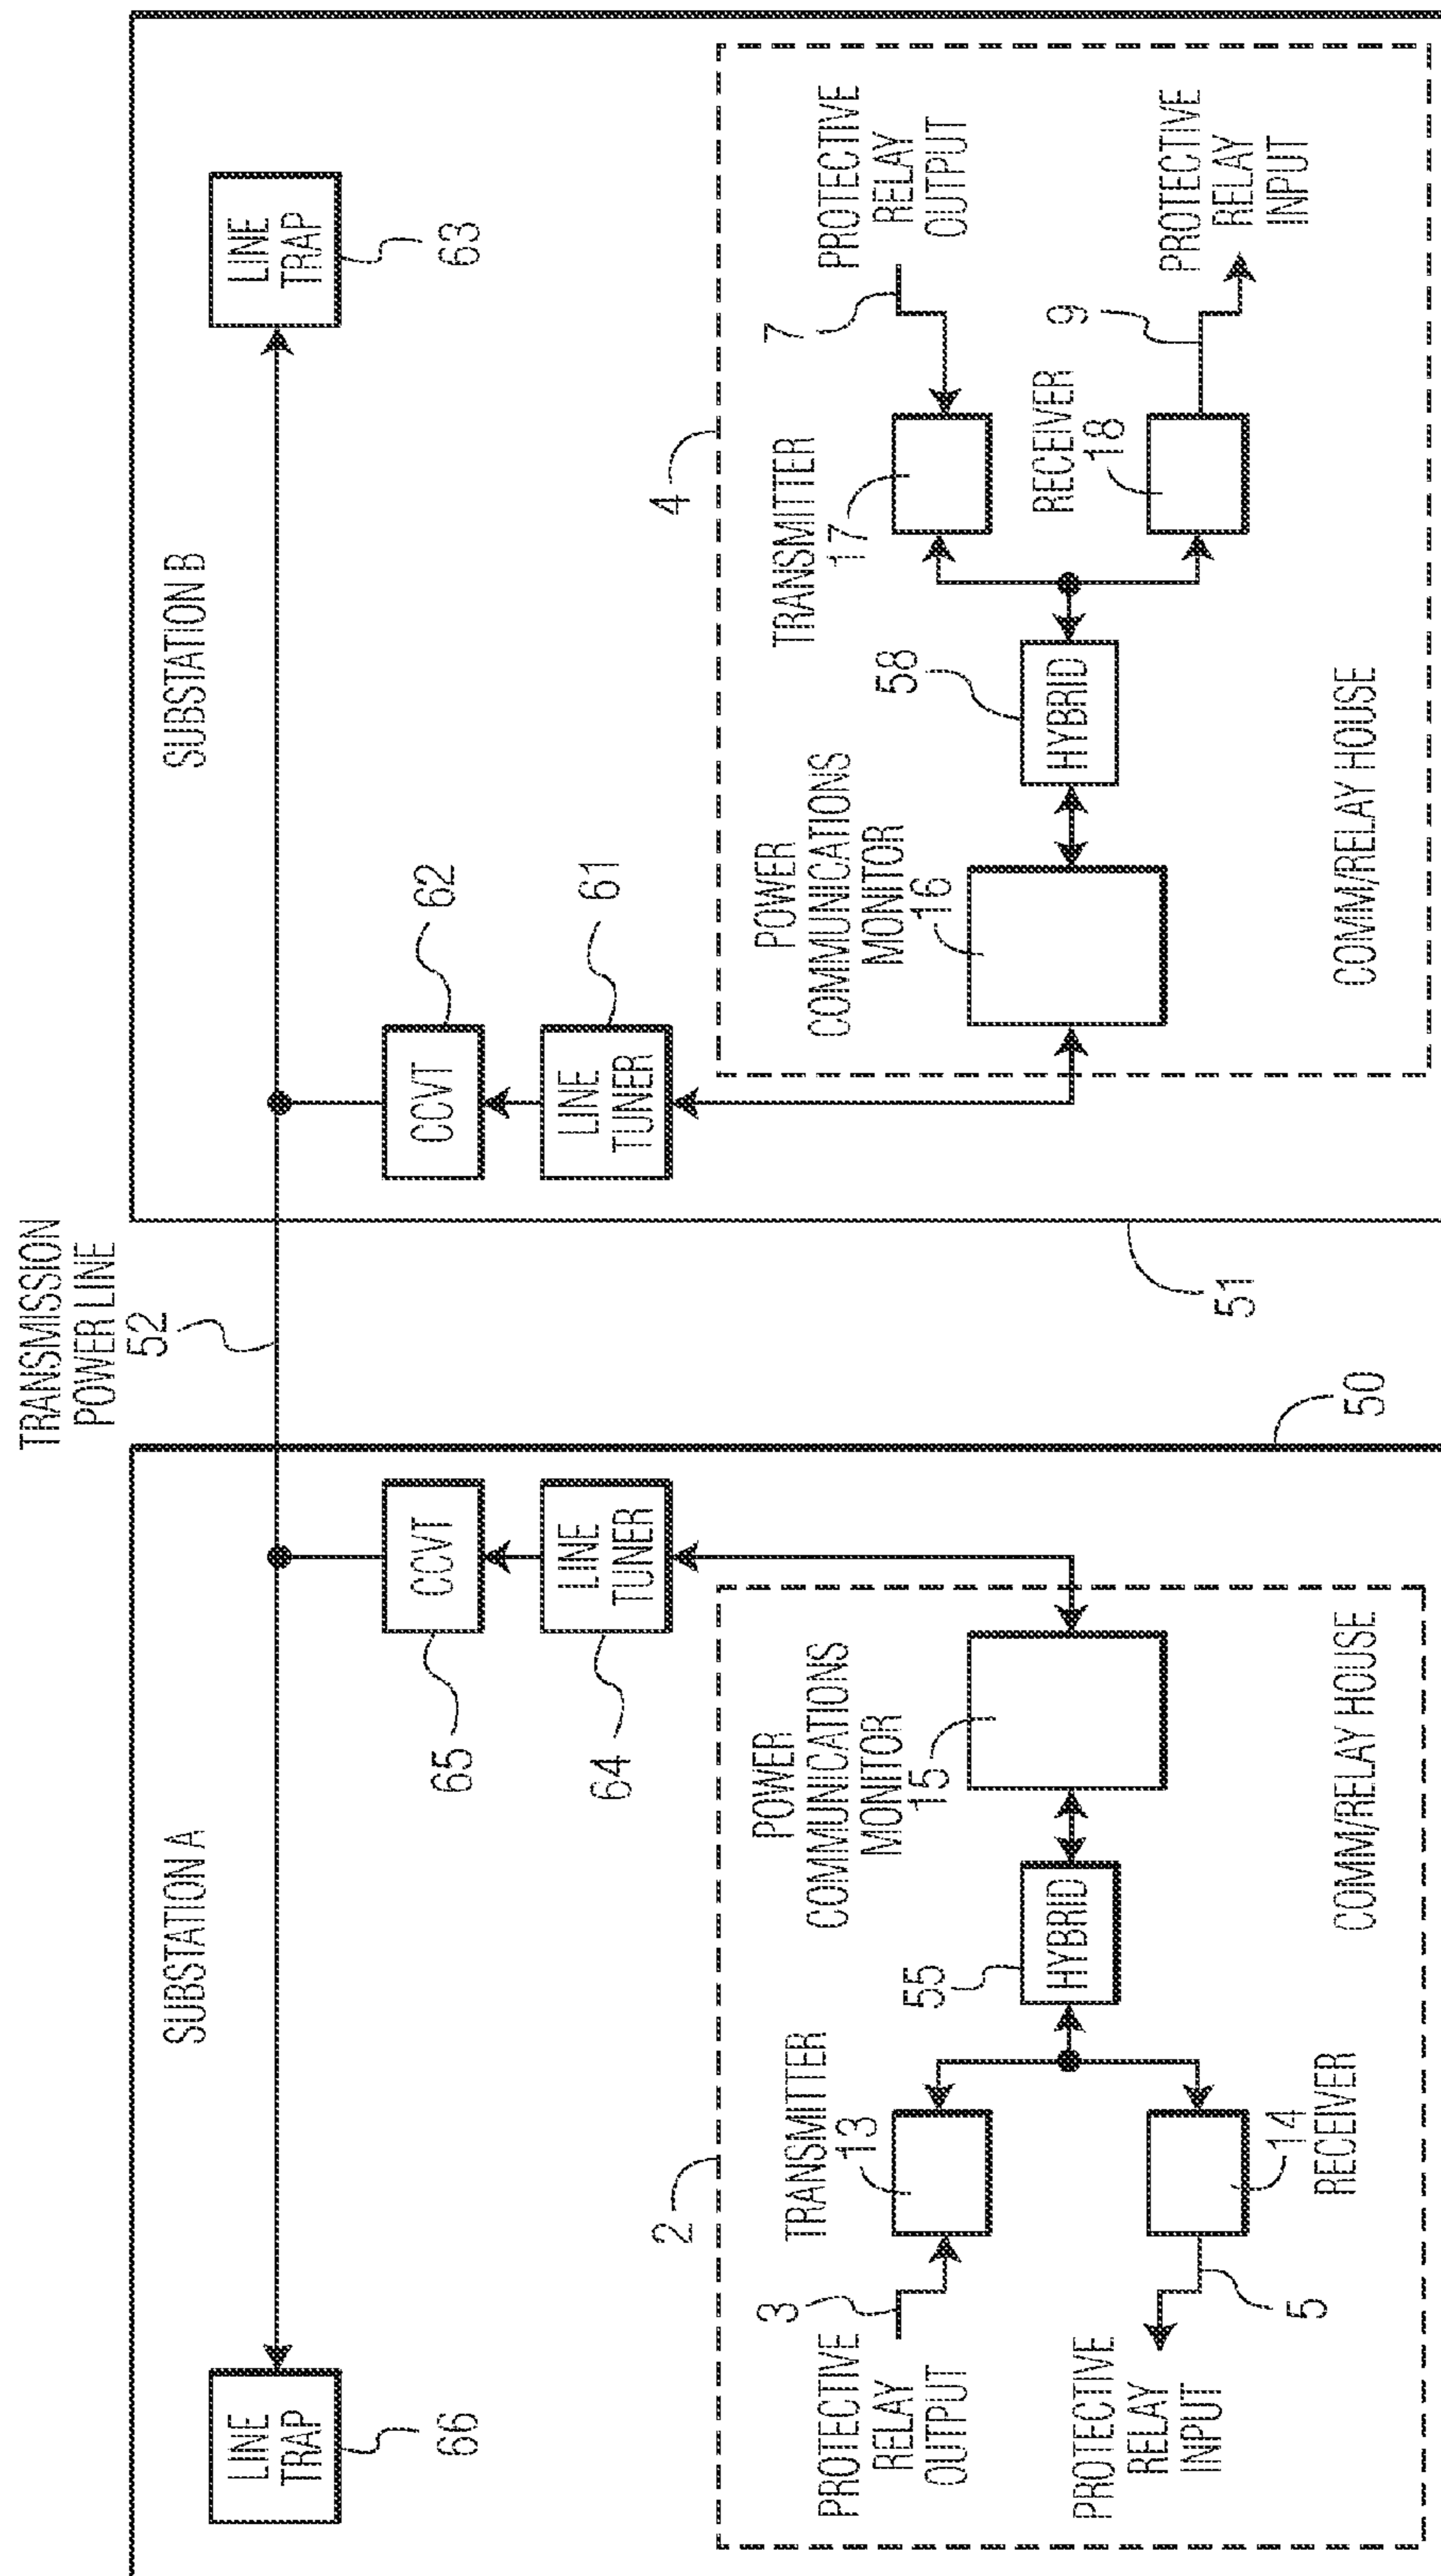 TRANSMISSION
POWER LINE
52
SUBSTATION A
LINE
TRAP
66
CCVT
65
LINE
TUNER
64
50
2
POWER
COMMUNICATIONS
MONITOR
15
HYBRID
55
TRANSMITTER
13
3
PROTECTIVE
RELAY
OUTPUT
14
RECEIVER
5
PROTECTIVE
RELAY
INPUT
COMM/RELAY HOUSE
SUBSTATION B
LINE
TRAP
63
CCVT
62
LINE
TUNER
61
51
4
POWER
COMMUNICATIONS
MONITOR
16
HYBRID
58
TRANSMITTER
17
7
PROTECTIVE
RELAY
OUTPUT
RECEIVER
18
9
PROTECTIVE
RELAY
INPUT
COMM/RELAY HOUSE